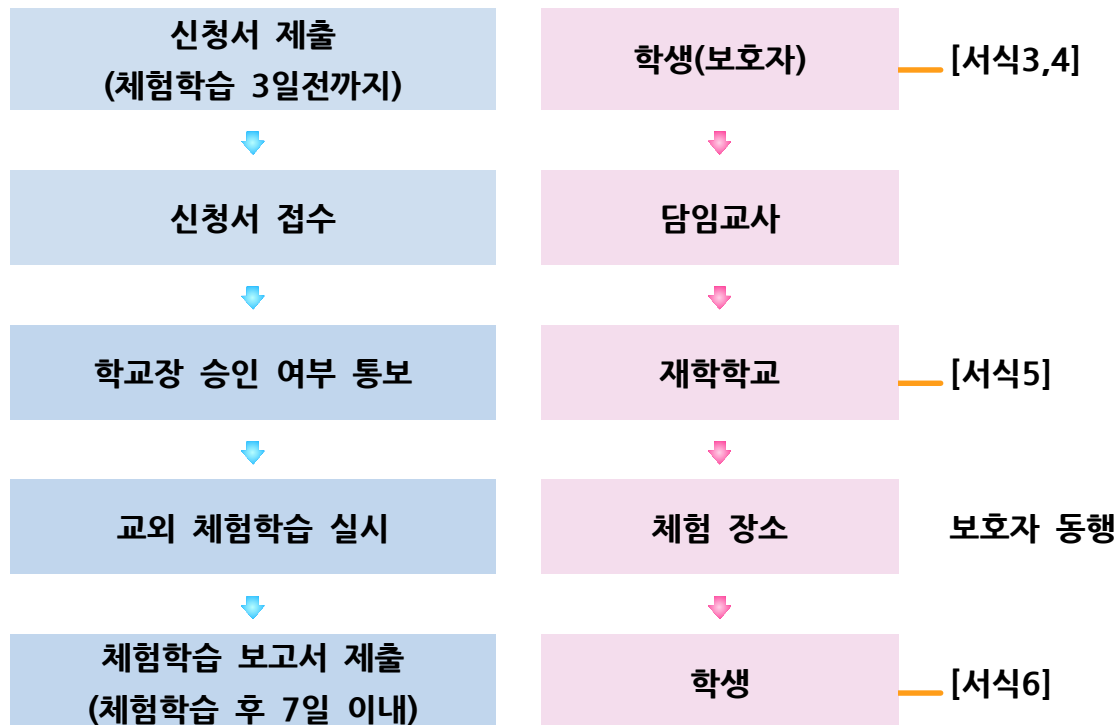 신청서 제출
(체험학습 3일전까지)
학생(보호자)
[서식3,4]
신청서 접수
담임교사
학교장 승인 여부 통보
재학학교
[서식5]
교외 체험학습 실시
체험 장소
보호자 동행
체험학습 보고서 제출
(체험학습 후 7일 이내)
학생
[서식6]